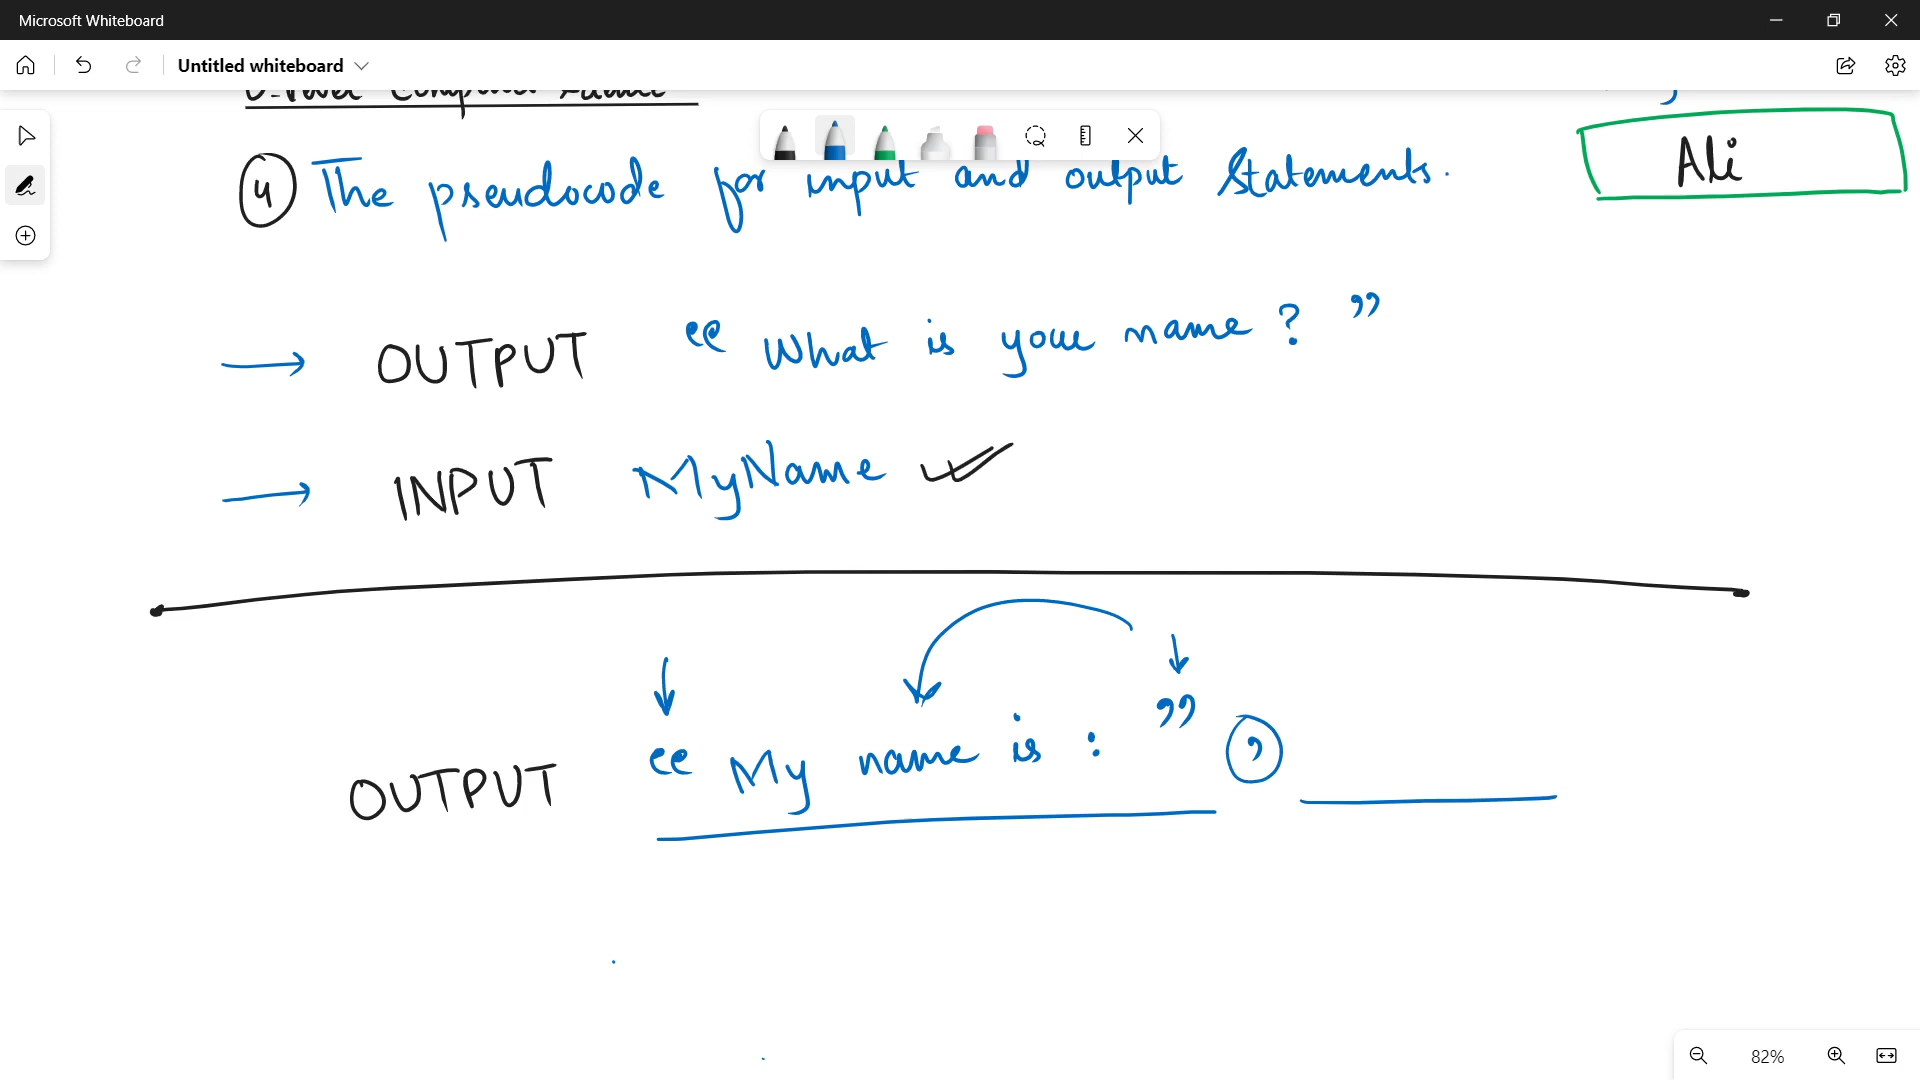 Microsoft Whiteboard
Untitled whiteboard
Ali
4 The pseudocode for input and output Statements.
→ OUTPUT “ What is your name ? ”
→ INPUT MyName
OUTPUT “ My name is : ” ,
82%